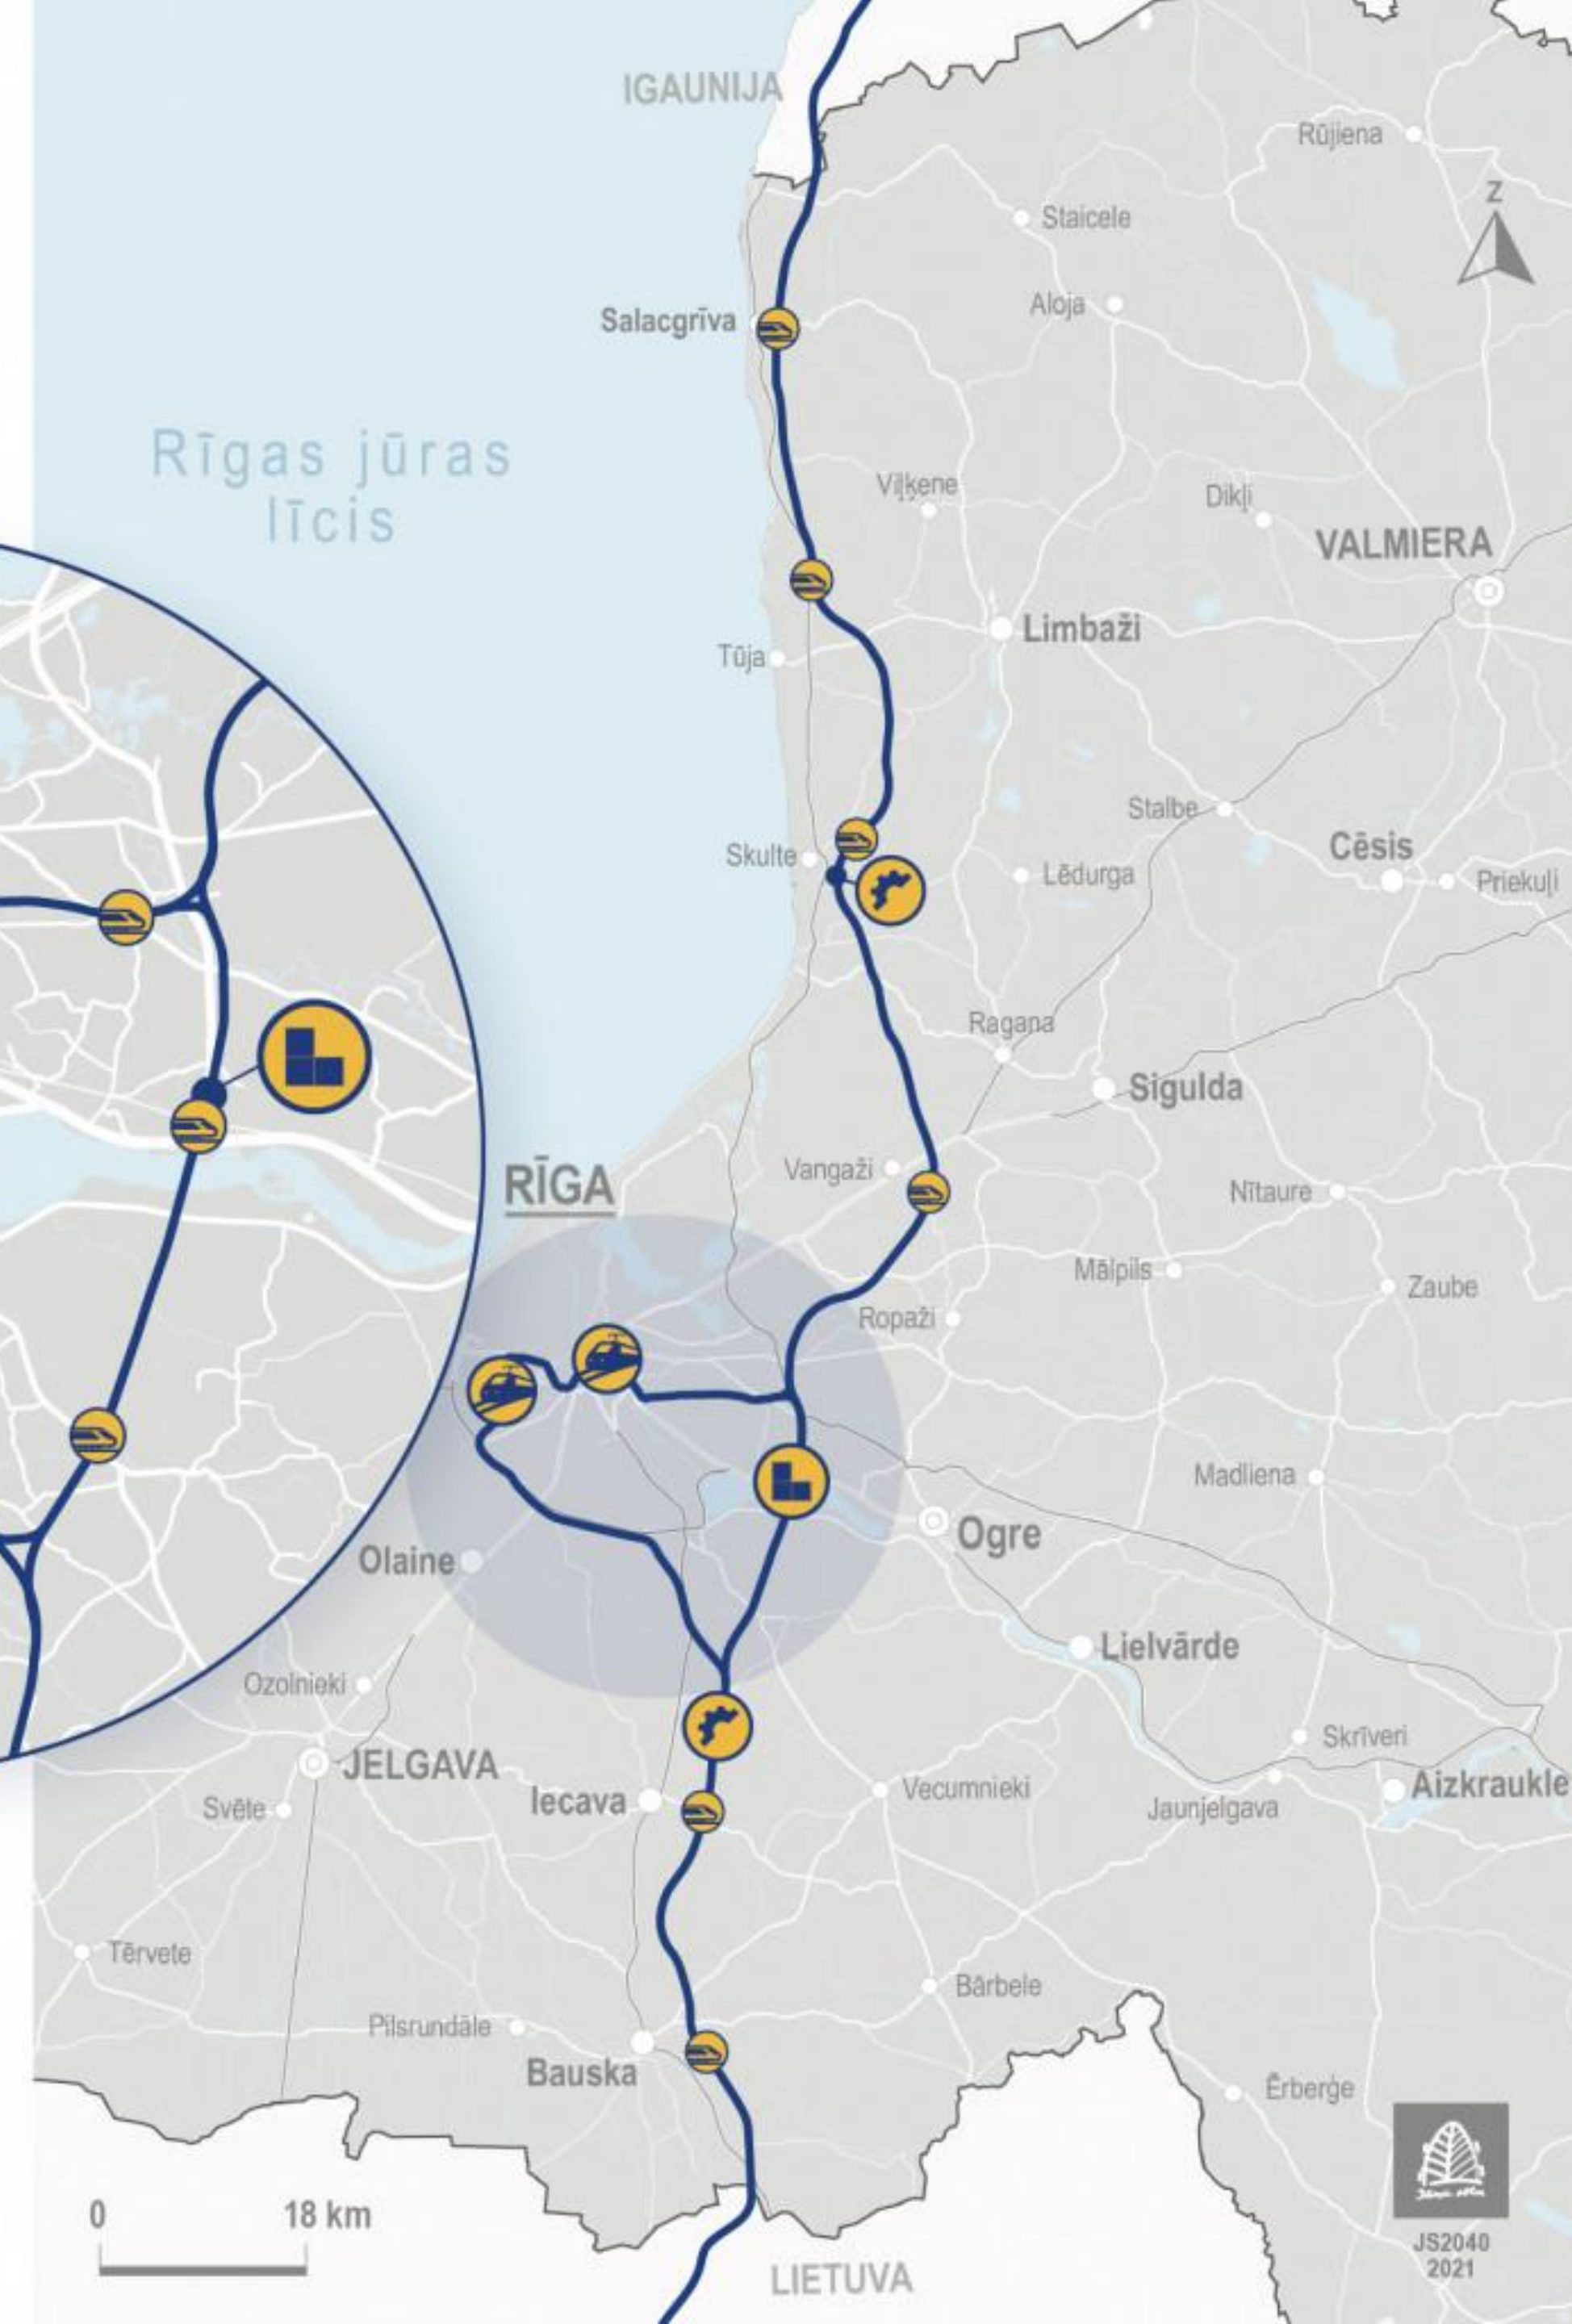 IGAUNIJA
Rūjiena
Z
Staicele
Aloja
Salacgrīva
Rīgas jūras
līcis
Viļķene
Dikļi
VALMIERA
Limbaži
Tūja
Stalbe
Cēsis
Skulte
Lēdurga
Priekuļi
Ragana
Sigulda
Vangaži
RĪGA
Nītaure
Mālpils
Zaube
Ropaži
Madliena
Ogre
Olaine
Lielvārde
Ozolnieki
Skrīveri
JELGAVA
Iecava
Vecumnieki
Aizkraukle
Svēte
Jaunjelgava
Tērvete
Bārbele
Pilsrundāle
Bauska
Ērberģe
0 18 km
JS2040
2021
LIETUVA